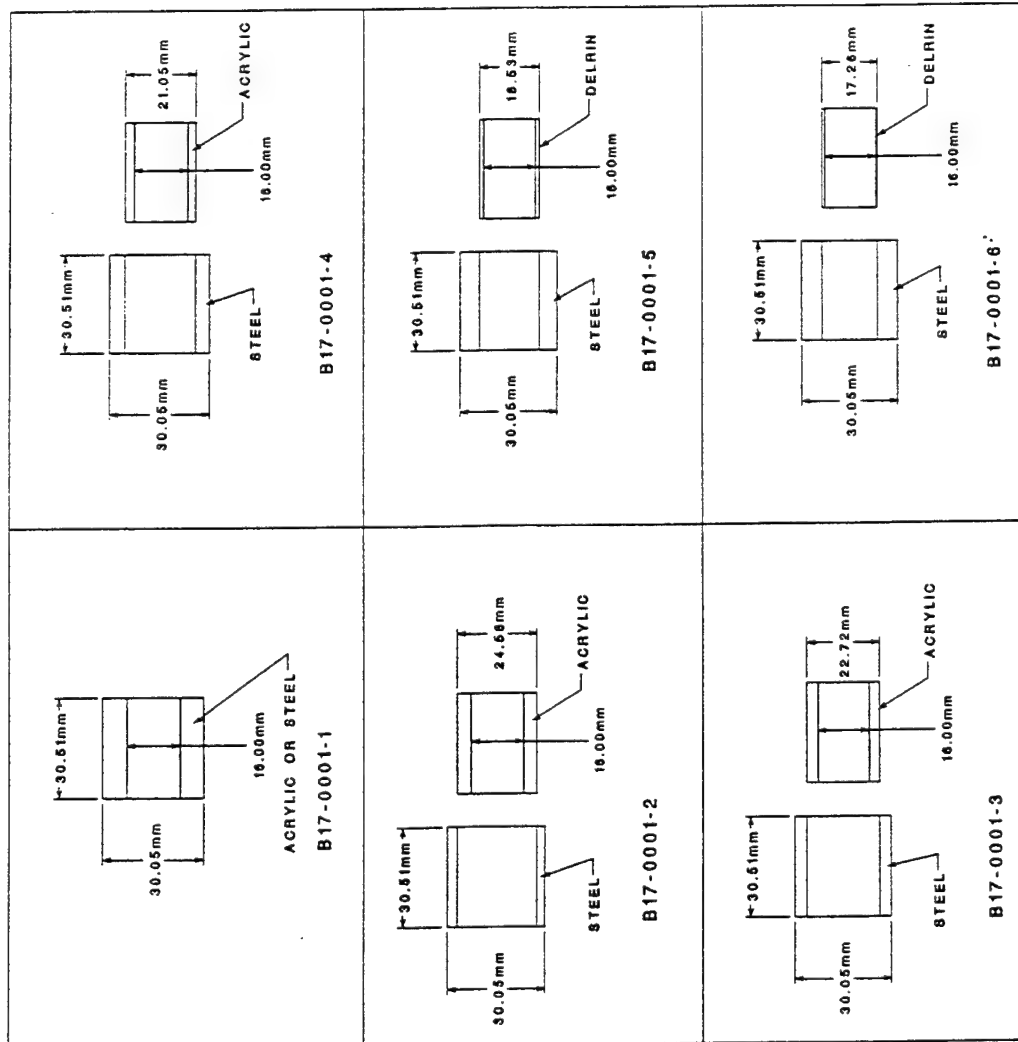 30.51mm
30.05mm
16.00mm
ACRYLIC OR STEEL
B17-0001-1
30.51mm
30.05mm
24.58mm
16.00mm
ACRYLIC
STEEL
B17-0001-2
30.51mm
30.05mm
22.72mm
16.00mm
ACRYLIC
STEEL
B17-0001-3
30.51mm
30.05mm
21.05mm
16.00mm
ACRYLIC
STEEL
B17-0001-4
30.51mm
30.05mm
18.53mm
16.00mm
DELRIN
STEEL
B17-0001-5
30.51mm
30.05mm
17.26mm
16.00mm
DELRIN
STEEL
B17-0001-6